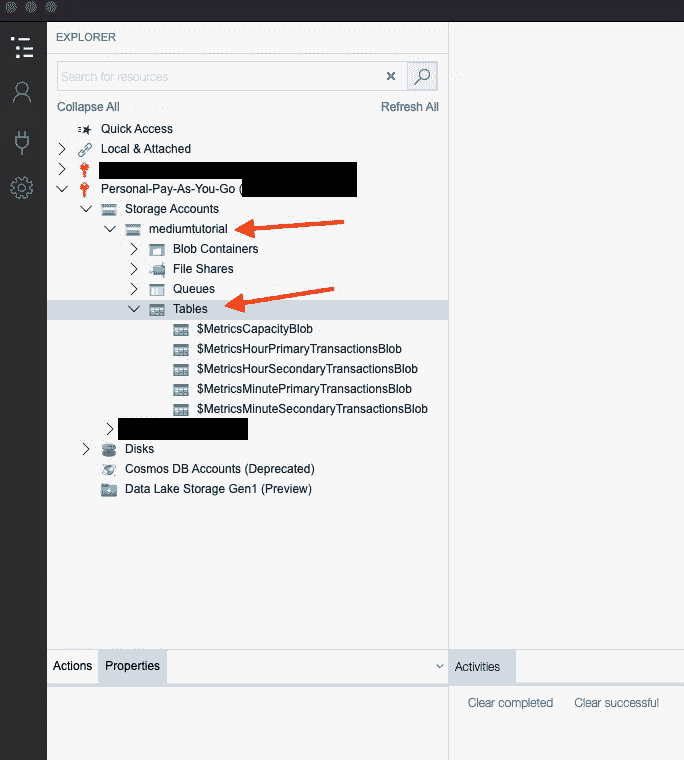 EXPLORER
Search for resources
Collapse All Refresh All
Quick Access
Local & Attached
Personal-Pay-As-You-Go (
Storage Accounts
mediumtutorial
Blob Containers
File Shares
Queues
Tables
$MetricsCapacityBlob
$MetricsHourPrimaryTransactionsBlob
$MetricsHourSecondaryTransactionsBlob
$MetricsMinutePrimaryTransactionsBlob
$MetricsMinuteSecondaryTransactionsBlob
Disks
Cosmos DB Accounts (Deprecated)
Data Lake Storage Gen1 (Preview)
Actions Properties Activities
Clear completed Clear successful